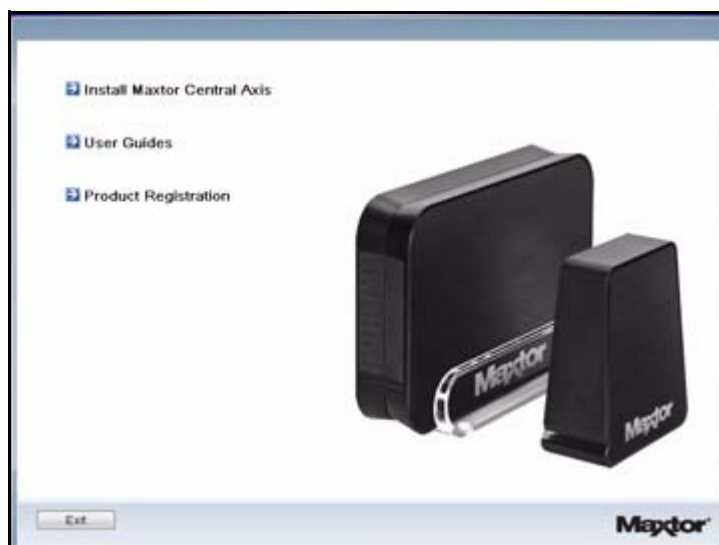 Install Maxtor Central Axis
User Guides
Product Registration
Maxtor
Maxtor
Exit
Maxtor